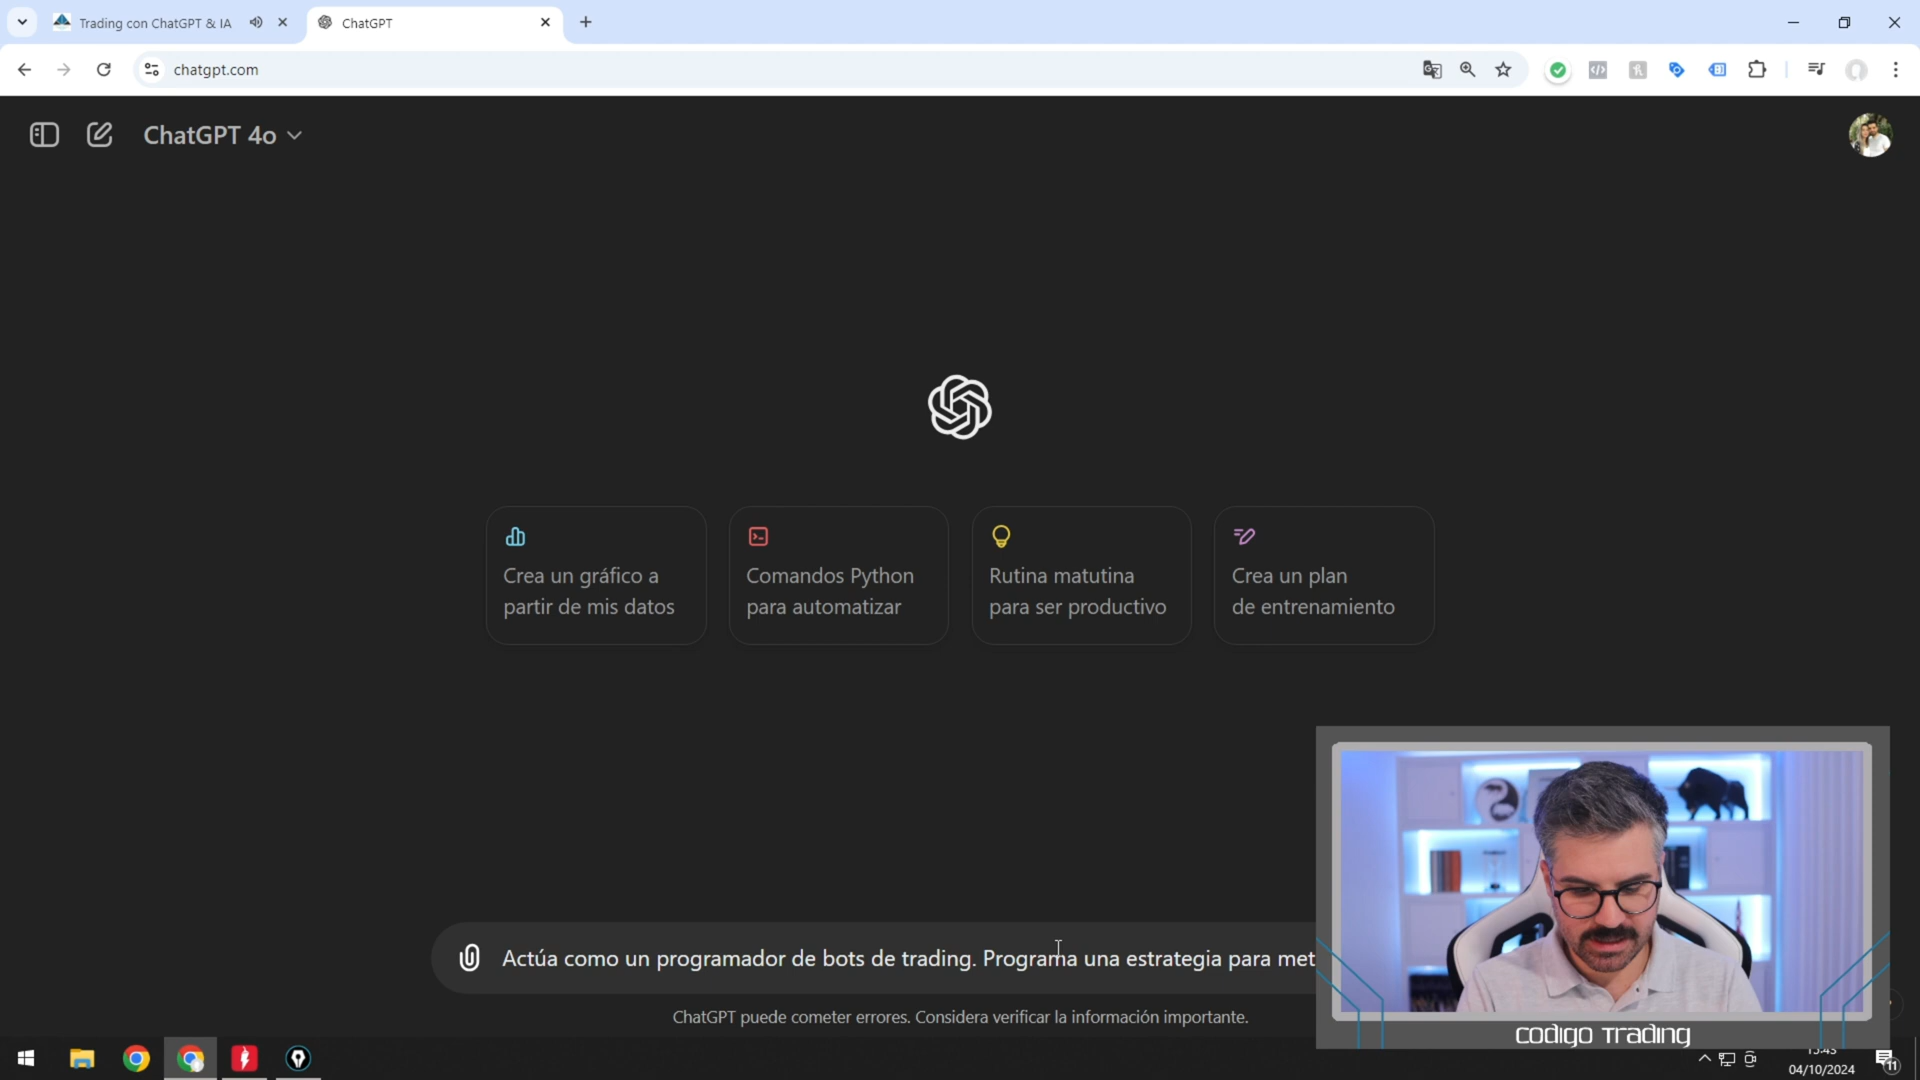 Trading con ChatGPT & IA
ChatGPT
chatgpt.com
ChatGPT 4o
Crea un gráfico a
partir de mis datos
Comandos Python
para automatizar
Rutina matutina
para ser productivo
Crea un plan
de entrenamiento
Actúa como un programador de bots de trading. Programa una estrategia para met
ChatGPT puede cometer errores. Considera verificar la información importante.
CODIGO TRADING
04/10/2024
11